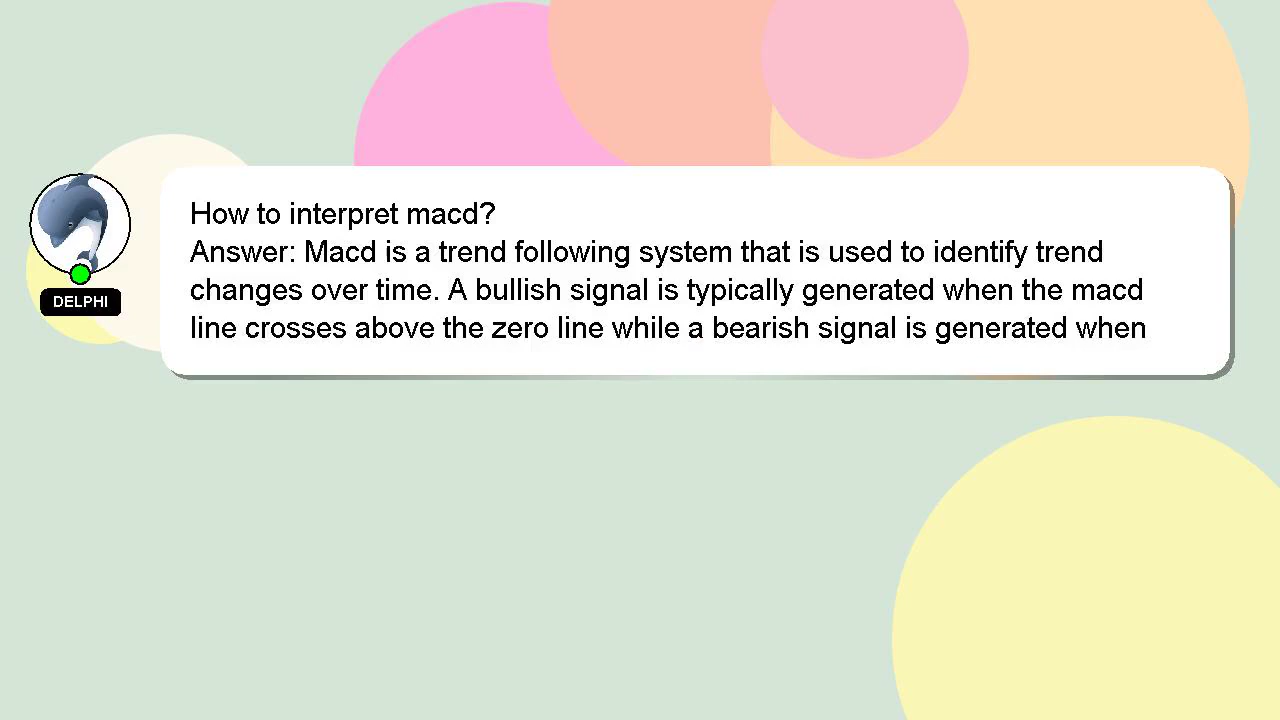 How to interpret macd?
Answer: Macd is a trend following system that is used to identify trend
changes over time. A bullish signal is typically generated when the macd
line crosses above the zero line while a bearish signal is generated when
DELPHI